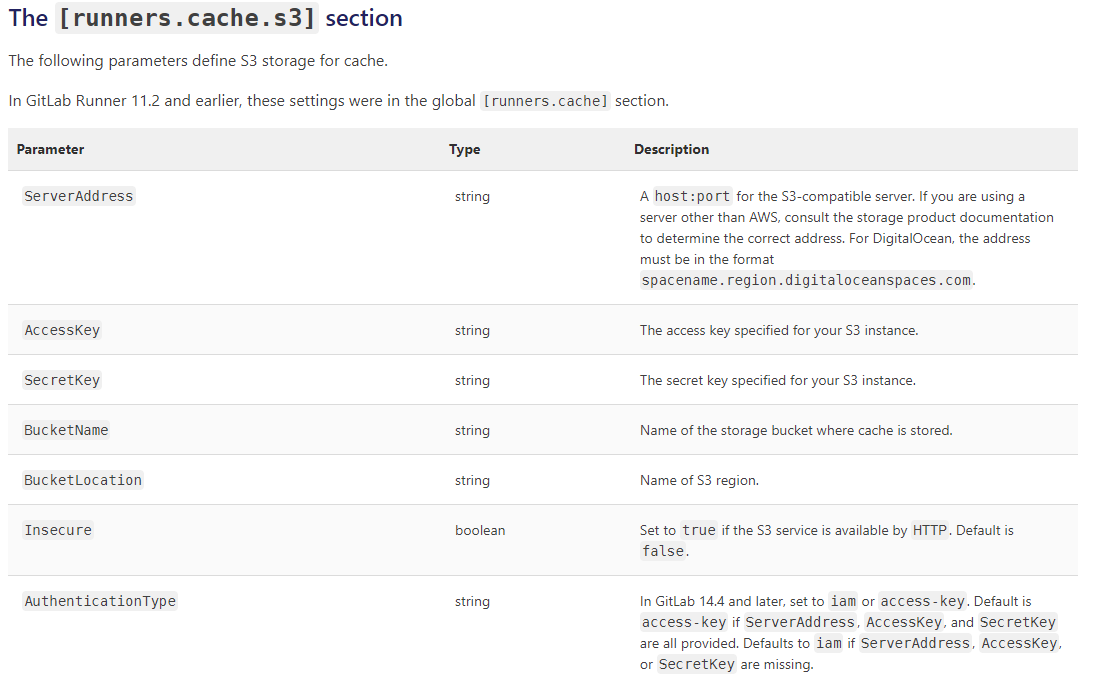 The [runners.cache.s3] section
The following parameters define S3 storage for cache.
In GitLab Runner 11.2 and earlier, these settings were in the global [runners.cache] section.
Parameter Type Description
ServerAddress string A host:port for the S3-compatible server. If you are using a
server other than AWS, consult the storage product documentation
to determine the correct address. For DigitalOcean, the address
must be in the format
spacename.region.digitaloceanspaces.com.
AccessKey string The access key specified for your S3 instance.
SecretKey string The secret key specified for your S3 instance.
BucketName string Name of the storage bucket where cache is stored.
BucketLocation string Name of S3 region.
Insecure boolean Set to true if the S3 service is available by HTTP. Default is
false.
AuthenticationType string In GitLab 14.4 and later, set to iam or access-key. Default is
access-key if ServerAddress, AccessKey, and SecretKey
are all provided. Defaults to iam if ServerAddress, AccessKey,
or SecretKey are missing.